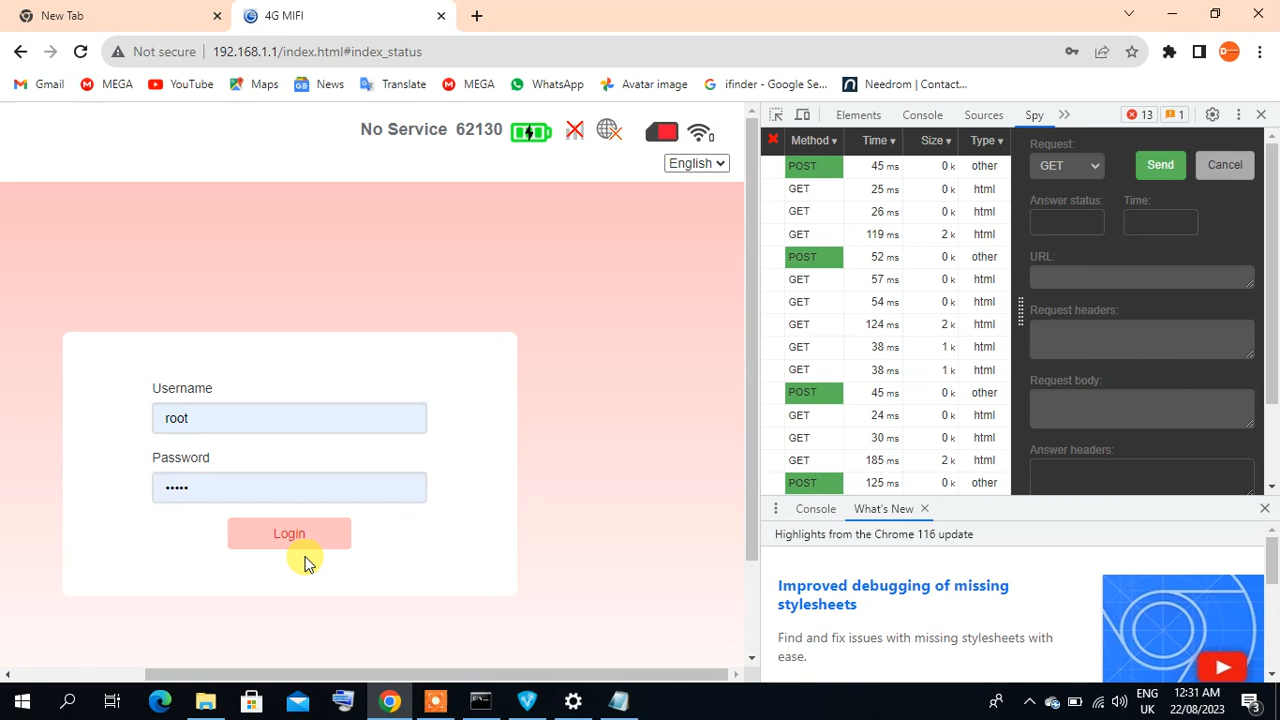 New Tab
4G MIFI
Not secure
192.168.1.1/index.html#index_status
Gmail
MEGA
YouTube
Maps
News
Translate
MEGA
WhatsApp
Avatar image
ifinder - Google Se...
Needrom | Contact...
No Service 62130
0
English
Username
root
Password
•••••
Login
Elements
Console
Sources
Spy
13
1
Method Time Size Type
POST 45 ms 0 k other
GET 25 ms 0 k html
GET 26 ms 0 k html
GET 119 ms 2 k html
POST 52 ms 0 k other
GET 57 ms 0 k html
GET 54 ms 0 k html
GET 124 ms 2 k html
GET 38 ms 1 k html
GET 38 ms 1 k html
POST 45 ms 0 k other
GET 24 ms 0 k html
GET 30 ms 0 k html
GET 185 ms 2 k html
POST 125 ms 0 k other
Request:
GET
Send
Cancel
Answer status:
Time:
URL:
Request headers:
Request body:
Answer headers:
Console
What's New
Highlights from the Chrome 116 update
Improved debugging of missing
stylesheets
Find and fix issues with missing stylesheets with
ease.
ENG
UK
12:31 AM
22/08/2023
3